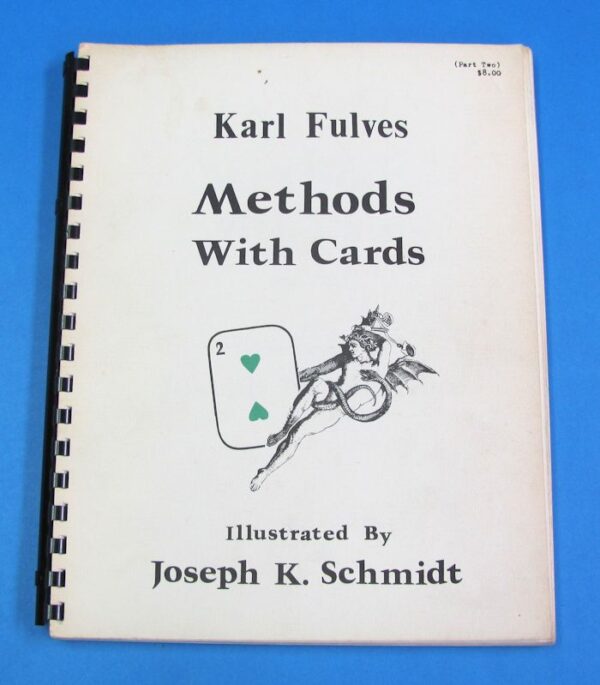 (Part Two)
$8.00
Karl Fulves
Methods
With Cards
2
Illustrated By
Joseph K. Schmidt